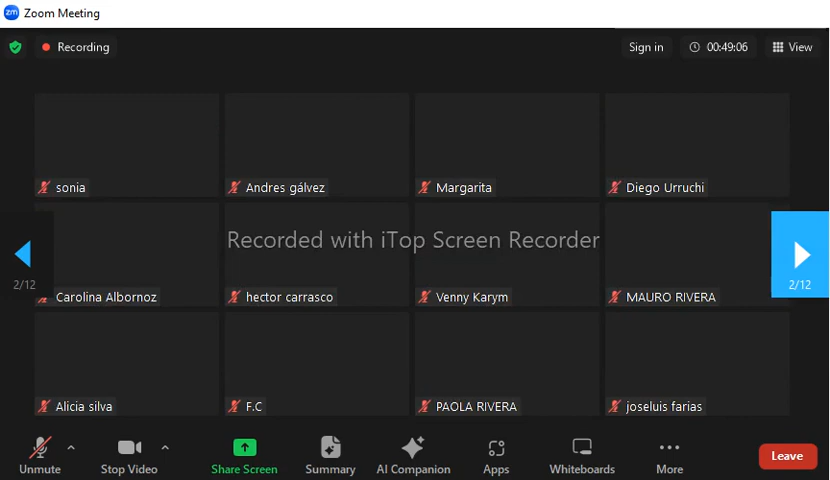 zm Zoom Meeting
Recording
Sign in
00:49:06
View
sonia
Andres gálvez
Margarita
Diego Urruchi
Recorded with iTop Screen Recorder
2/12
2/12
Carolina Albornoz
hector carrasco
Venny Karym
MAURO RIVERA
Alicia silva
F.C
PAOLA RIVERA
joseluis farias
Unmute
Stop Video
Share Screen
Summary
AI Companion
Apps
Whiteboards
More
Leave